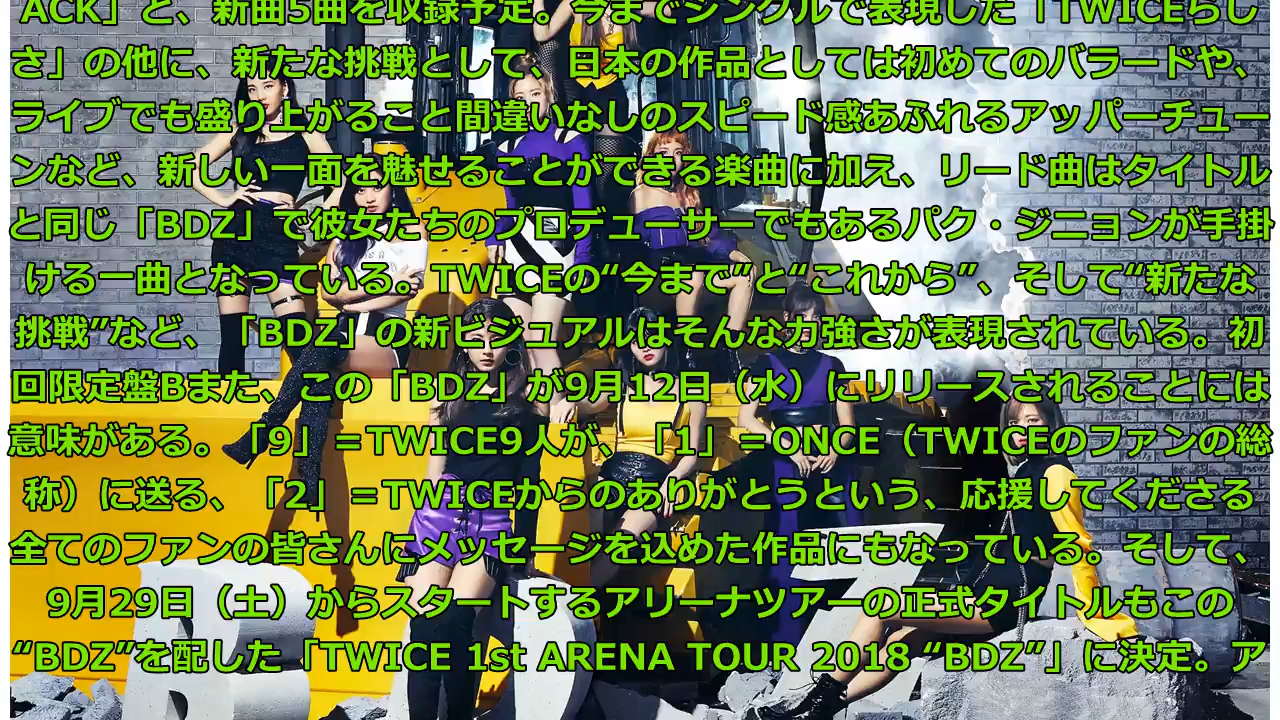 ACK」と、新曲5曲を収録予定。今までシングルで表現した「TWICEらし
さ」の他に、新たな挑戦として、日本の作品としては初めてのバラードや、
ライブでも盛り上がること間違いなしのスピード感あふれるアッパーチュー
ンなど、新しい一面を魅せることができる楽曲に加え、リード曲はタイトル
と同じ「BDZ」で彼女たちのプロデューサーでもあるパク・ジニョンが手掛
ける一曲となっている。TWICEの“今まで”と“これから”、そして“新たな
挑戦”など、「BDZ」の新ビジュアルはそんな力強さが表現されている。初
回限定盤Bまた、この「BDZ」が9月12日（水）にリリースされることには
意味がある。「9」＝TWICE9人が、「1」＝ONCE（TWICEのファンの総
称）に送る、「2」＝TWICEからのありがとうという、応援してくださる
全てのファンの皆さんにメッセージを込めた作品にもなっている。そして、
9月29日（土）からスタートするアリーナツアーの正式タイトルもこの
“BDZ”を配した「TWICE 1st ARENA TOUR 2018 “BDZ”」に決定。ア
BDZ